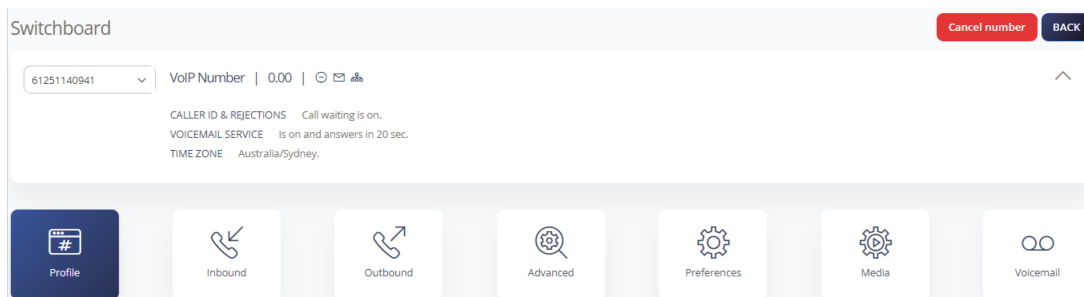 Switchboard
Cancel number
BACK
61251140941
VoIP Number | 0.00 |
CALLER ID & REJECTIONS Call waiting is on.
VOICEMAIL SERVICE Is on and answers in 20 sec.
TIME ZONE Australia/Sydney.
#
Profile
Inbound
Outbound
Advanced
Preferences
Media
Voicemail